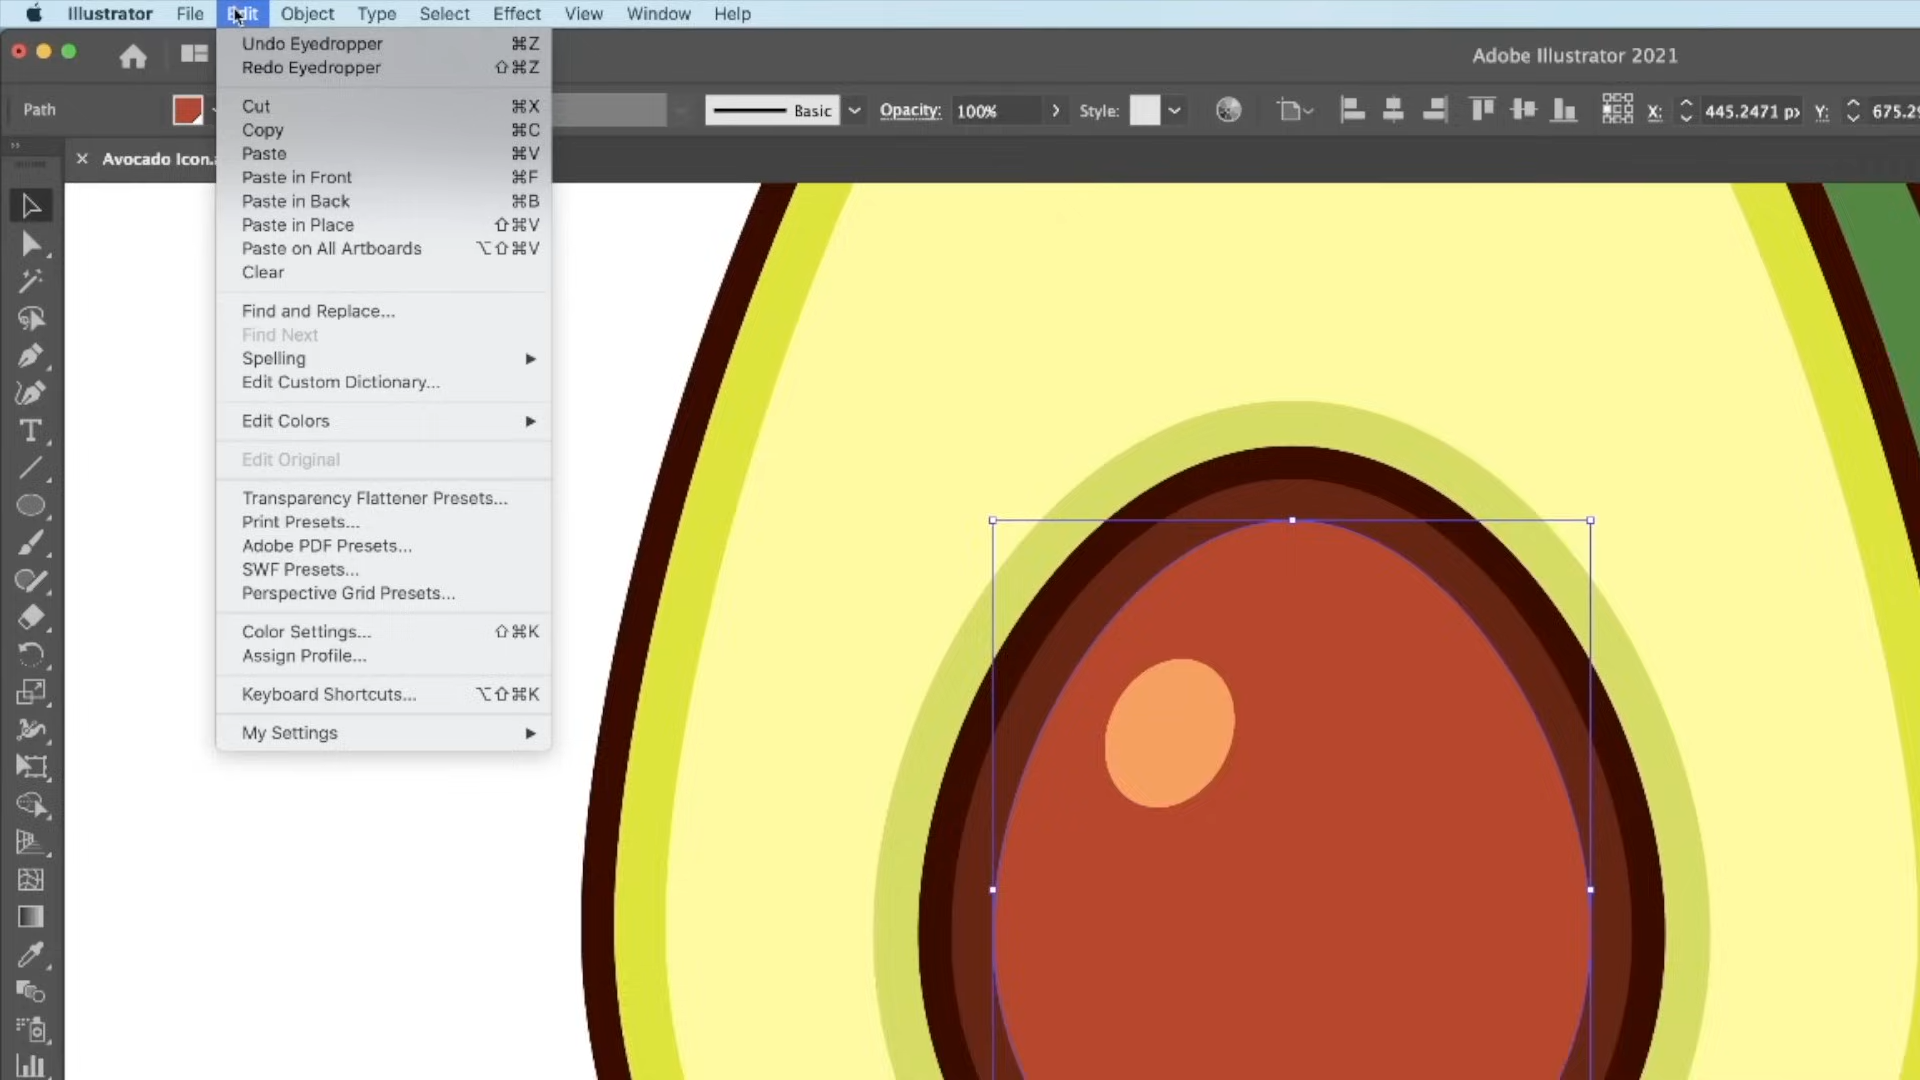 Illustrator File Edit Object Type Select Effect View Window Help
Adobe Illustrator 2021
Path
Basic
Opacity: 100%
Style:
X: 445.2471 p
Y: 675.29
Avocado Icon.a
Undo Eyedropper ⌘Z
Redo Eyedropper ⇧⌘Z
Cut ⌘X
Copy ⌘C
Paste ⌘V
Paste in Front ⌘F
Paste in Back ⌘B
Paste in Place ⇧⌘V
Paste on All Artboards ⌥⇧⌘V
Clear
Find and Replace...
Find Next
Spelling
Edit Custom Dictionary...
Edit Colors
Edit Original
Transparency Flattener Presets...
Print Presets...
Adobe PDF Presets...
SWF Presets...
Perspective Grid Presets...
Color Settings... ⇧⌘K
Assign Profile...
Keyboard Shortcuts... ⌥⇧⌘K
My Settings